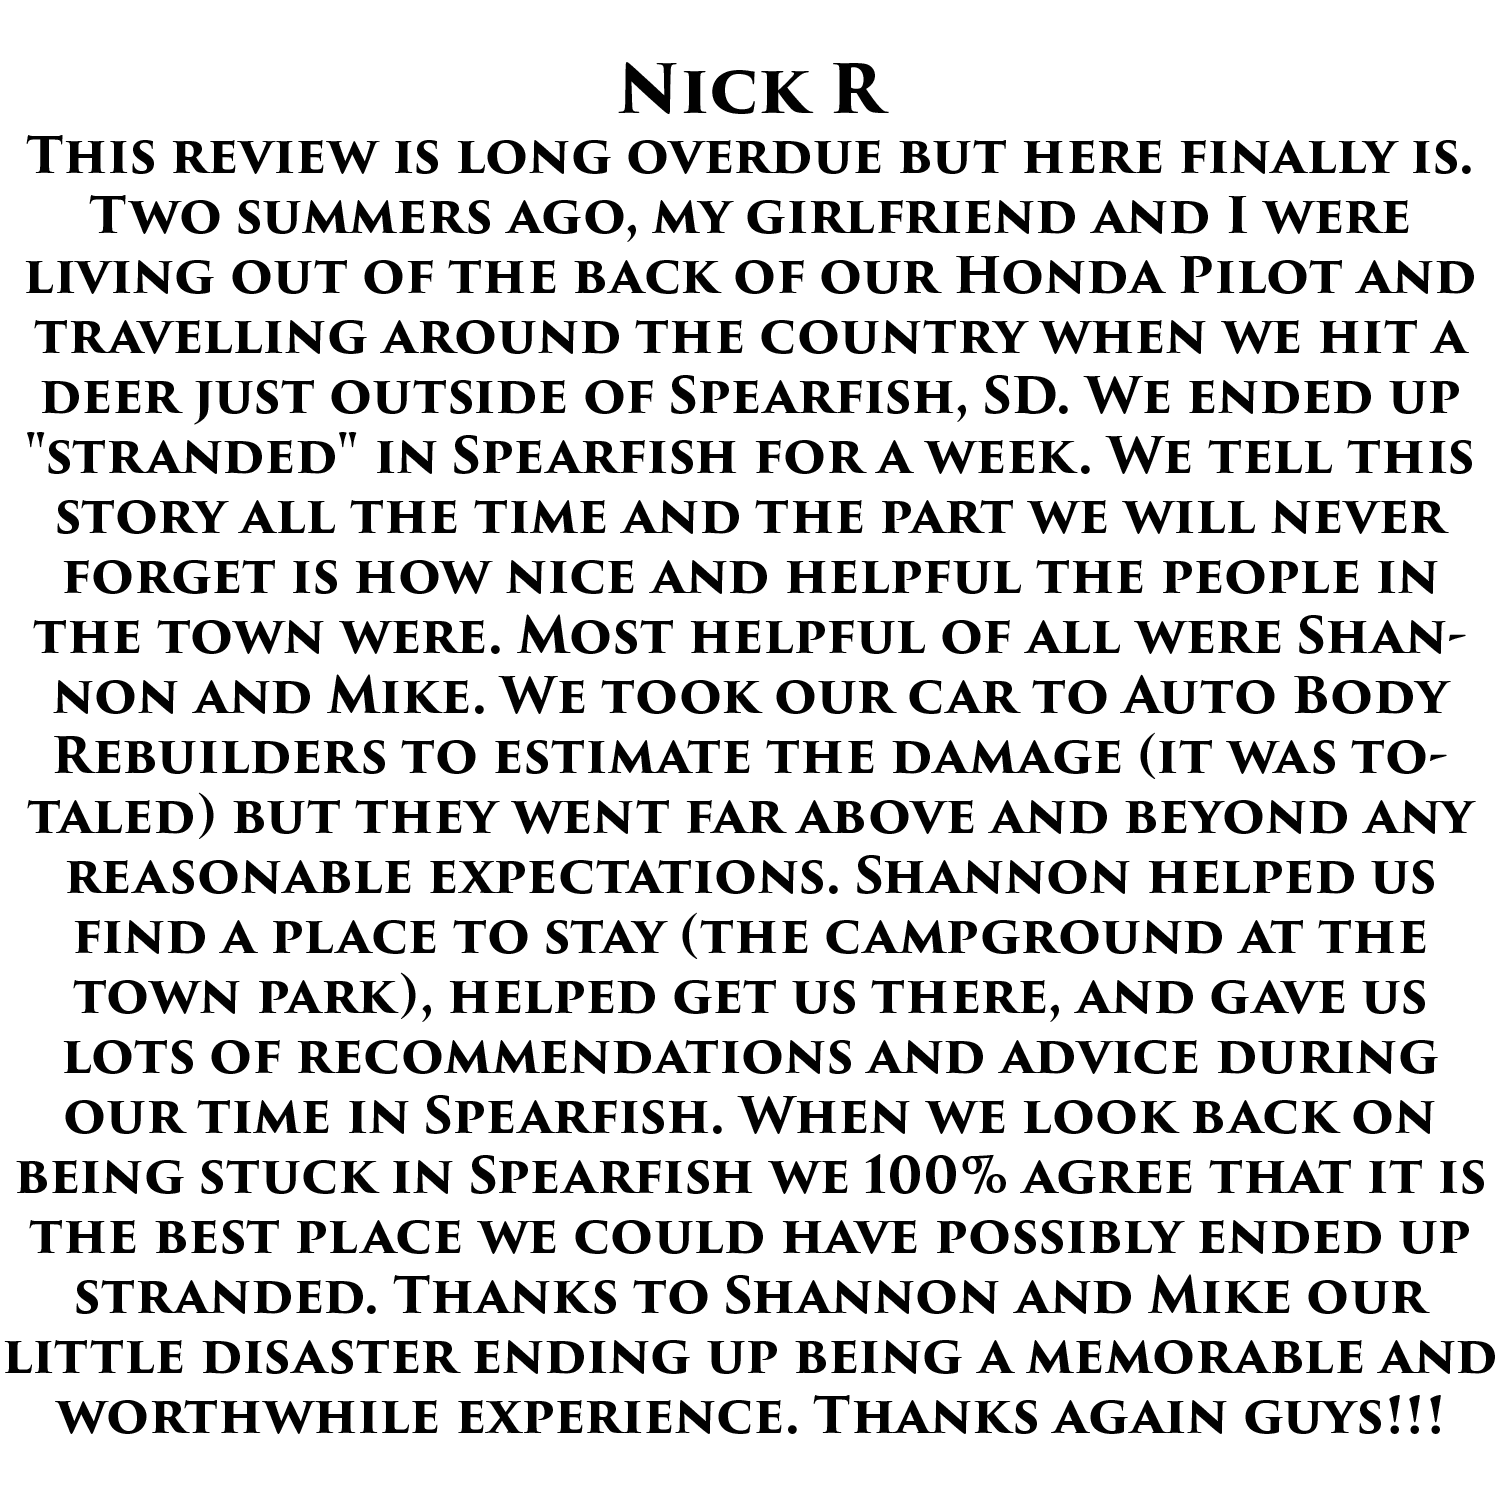 Nick R
This review is long overdue but here finally is.
Two summers ago, my girlfriend and I were
living out of the back of our Honda Pilot and
travelling around the country when we hit a
deer just outside of Spearfish, SD. We ended up
"stranded" in Spearfish for a week. We tell this
story all the time and the part we will never
forget is how nice and helpful the people in
the town were. Most helpful of all were Shan-
non and Mike. We took our car to Auto Body
Rebuilders to estimate the damage (it was to-
taled) but they went far above and beyond any
reasonable expectations. Shannon helped us
find a place to stay (the campground at the
town park), helped get us there, and gave us
lots of recommendations and advice during
our time in Spearfish. When we look back on
being stuck in Spearfish we 100% agree that it is
the best place we could have possibly ended up
stranded. Thanks to Shannon and Mike our
little disaster ending up being a memorable and
worthwhile experience. Thanks again guys!!!